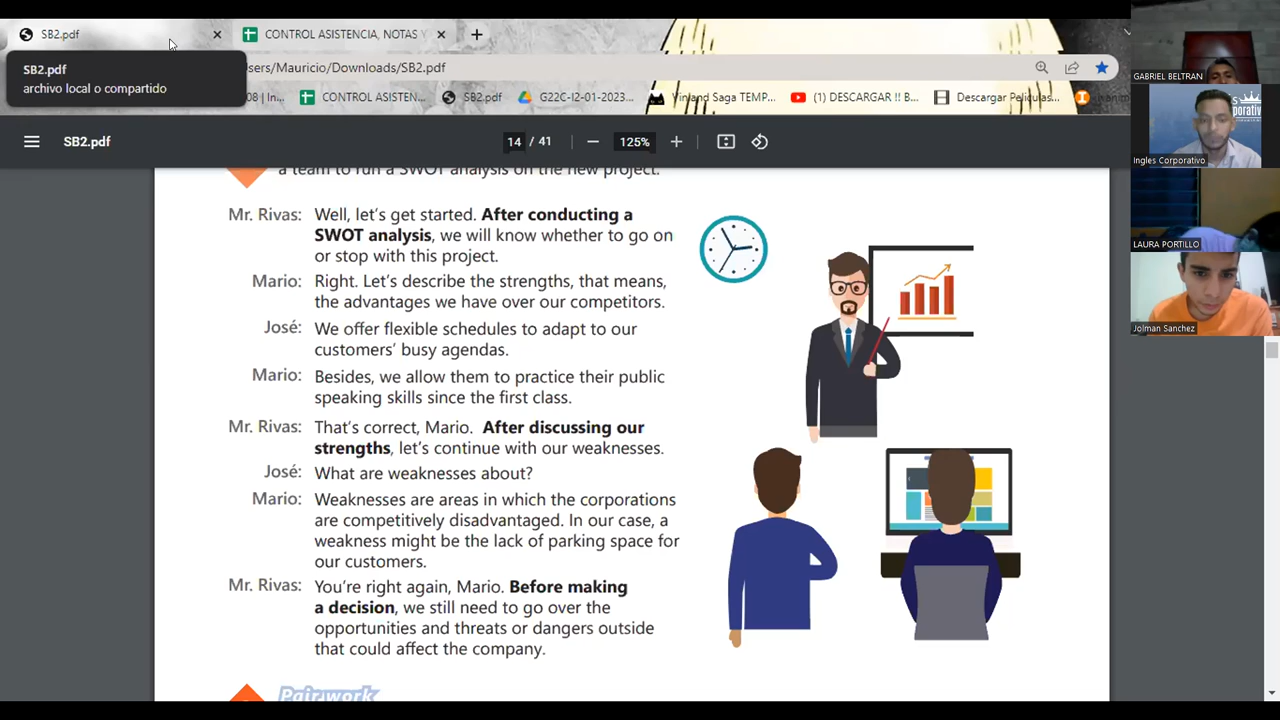 SB2.pdf
CONTROL ASISTENCIA, NOTAS Y
SB2.pdf
archivo local o compartido
sers/Mauricio/Downloads/SB2.pdf
08 | In...
CONTROL ASISTEN...
SB2.pdf
G22C-I2-01-2023...
Vinland Saga TEMP...
(1) DESCARGAR !! B...
Descargar Peliculas...
SB2.pdf
14 / 41
125%
a team to run a SWOT analysis on the new project.
Mr. Rivas: Well, let's get started. After conducting a
SWOT analysis, we will know whether to go on
or stop with this project.
Mario: Right. Let's describe the strengths, that means,
the advantages we have over our competitors.
José: We offer flexible schedules to adapt to our
customers' busy agendas.
Mario: Besides, we allow them to practice their public
speaking skills since the first class.
Mr. Rivas: That's correct, Mario. After discussing our
strengths, let's continue with our weaknesses.
José: What are weaknesses about?
Mario: Weaknesses are areas in which the corporations
are competitively disadvantaged. In our case, a
weakness might be the lack of parking space for
our customers.
Mr. Rivas: You're right again, Mario. Before making
a decision, we still need to go over the
opportunities and threats or dangers outside
that could affect the company.
Pair work
GABRIEL BELTRAN
Ingles Corporativo
LAURA PORTILLO
Jolman Sanchez